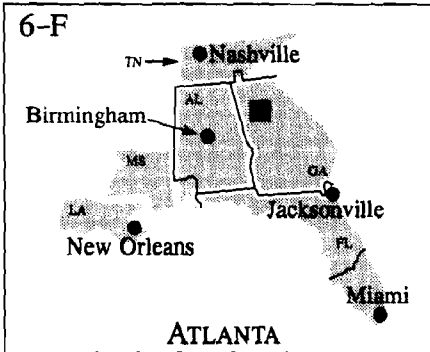 6-F
TN
Nashville
AL
Birmingham
MS
GA
LA
Jacksonville
New Orleans
FL
Miami
ATLANTA